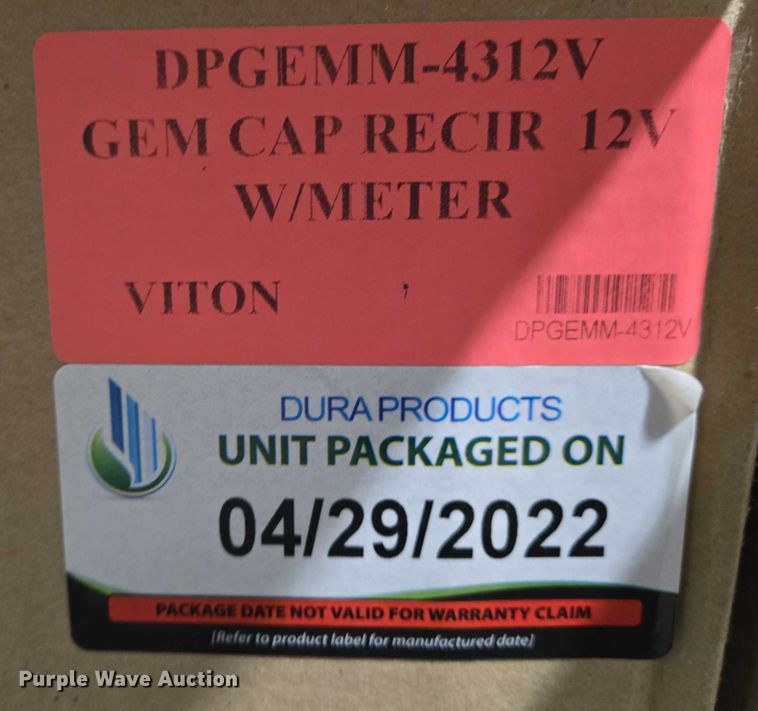 DPGEMM-4312V
GEM CAP RECIR 12V
W/METER
VITON
DPGEMM-4312V
DURA PRODUCTS
UNIT PACKAGED ON
04/29/2022
PACKAGE DATE NOT VALID FOR WARRANTY CLAIM
[Refer to product label for manufactured date]
Purple Wave Auction